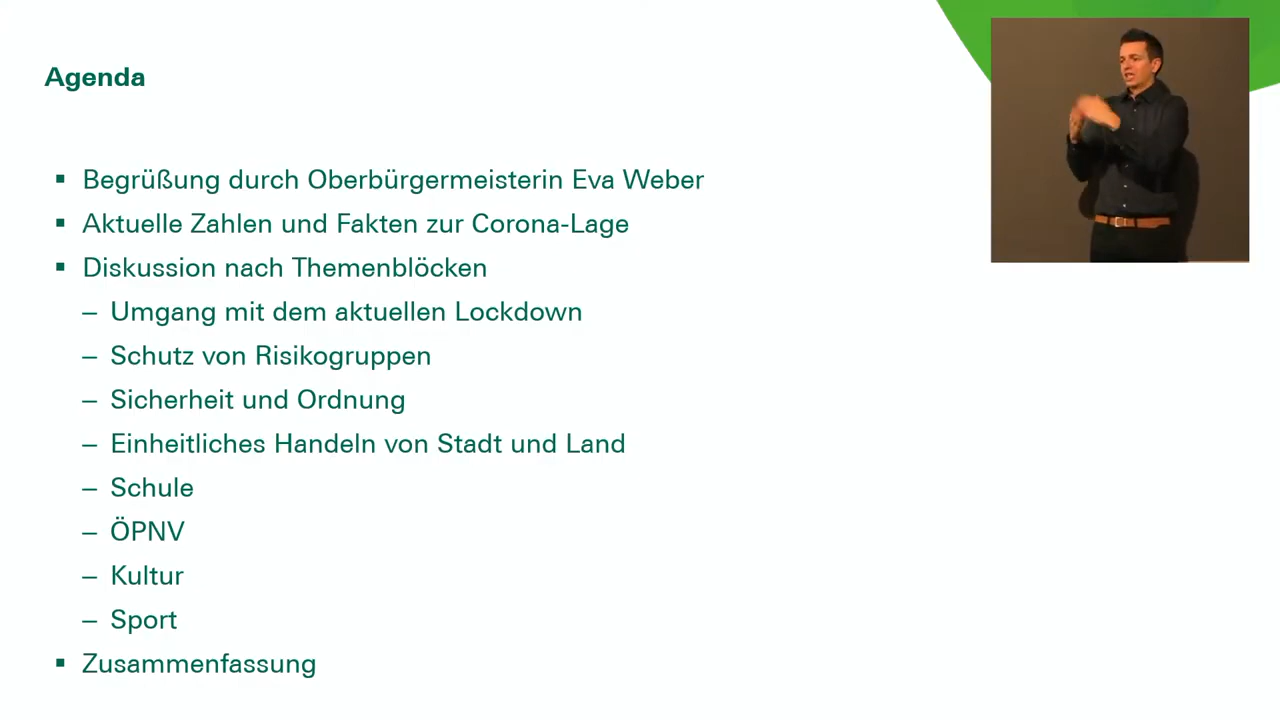 Agenda
▪ Begrüßung durch Oberbürgermeisterin Eva Weber
▪ Aktuelle Zahlen und Fakten zur Corona-Lage
▪ Diskussion nach Themenblöcken
– Umgang mit dem aktuellen Lockdown
– Schutz von Risikogruppen
– Sicherheit und Ordnung
– Einheitliches Handeln von Stadt und Land
– Schule
– ÖPNV
– Kultur
– Sport
▪ Zusammenfassung